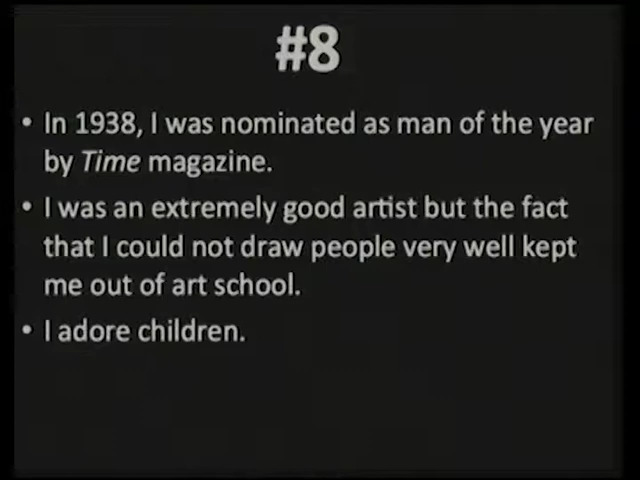 #8
• In 1938, I was nominated as man of the year
by Time magazine.
• I was an extremely good artist but the fact
that I could not draw people very well kept
me out of art school.
• I adore children.